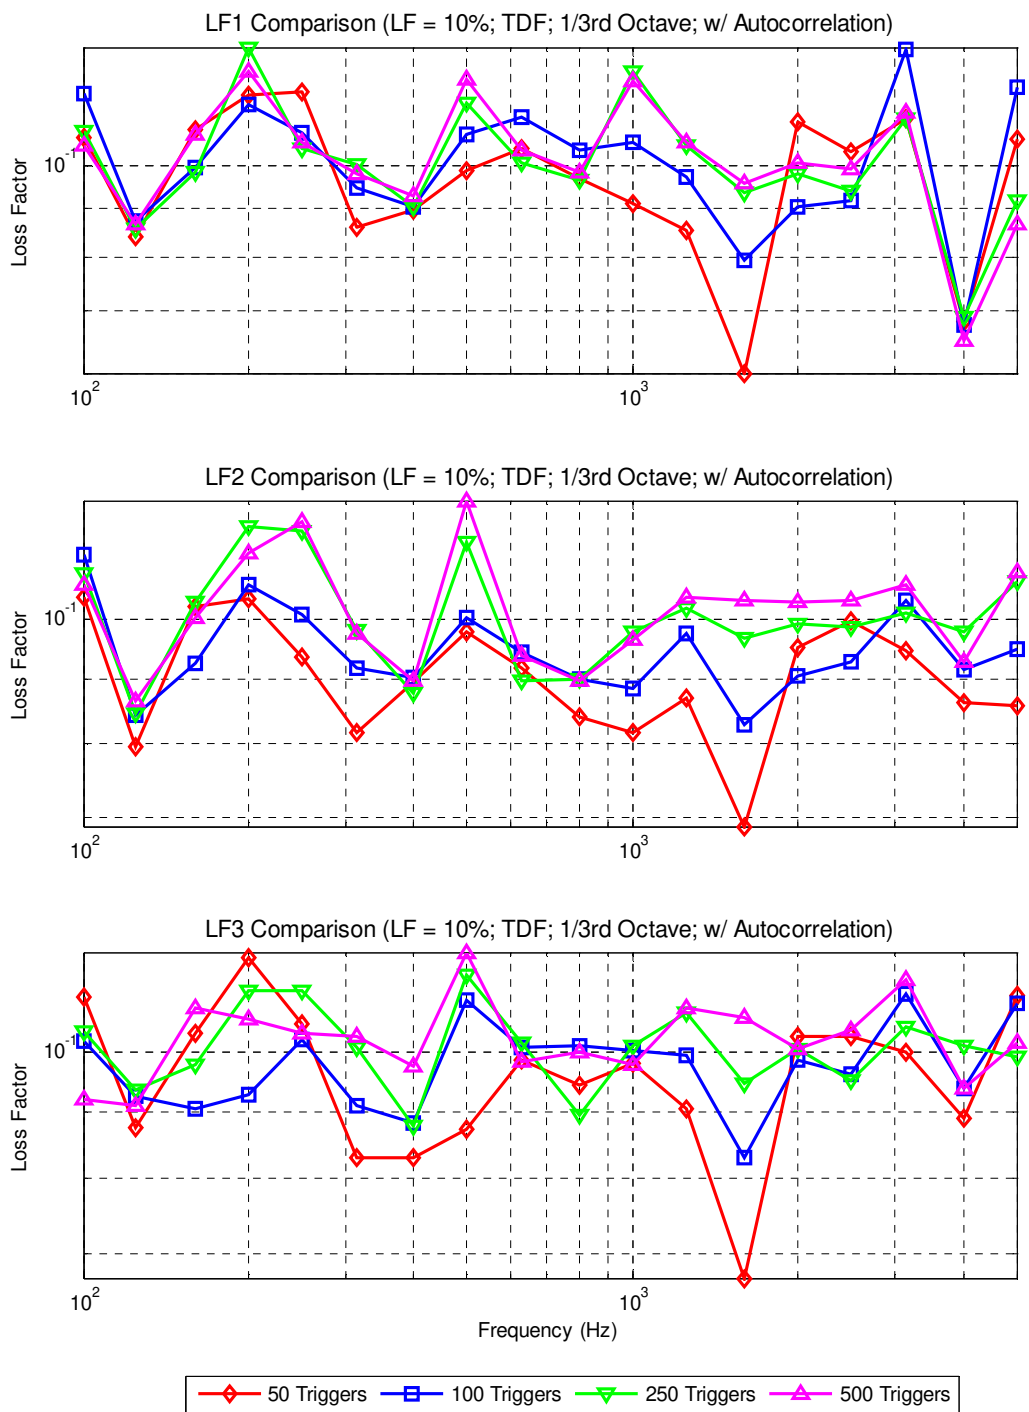 LF1 Comparison (LF = 10%; TDF; 1/3rd Octave; w/ Autocorrelation)
Loss Factor
10^-1
10^2
10^3
LF2 Comparison (LF = 10%; TDF; 1/3rd Octave; w/ Autocorrelation)
Loss Factor
10^-1
10^2
10^3
LF3 Comparison (LF = 10%; TDF; 1/3rd Octave; w/ Autocorrelation)
Loss Factor
10^-1
10^2
10^3
Frequency (Hz)
50 Triggers 100 Triggers 250 Triggers 500 Triggers